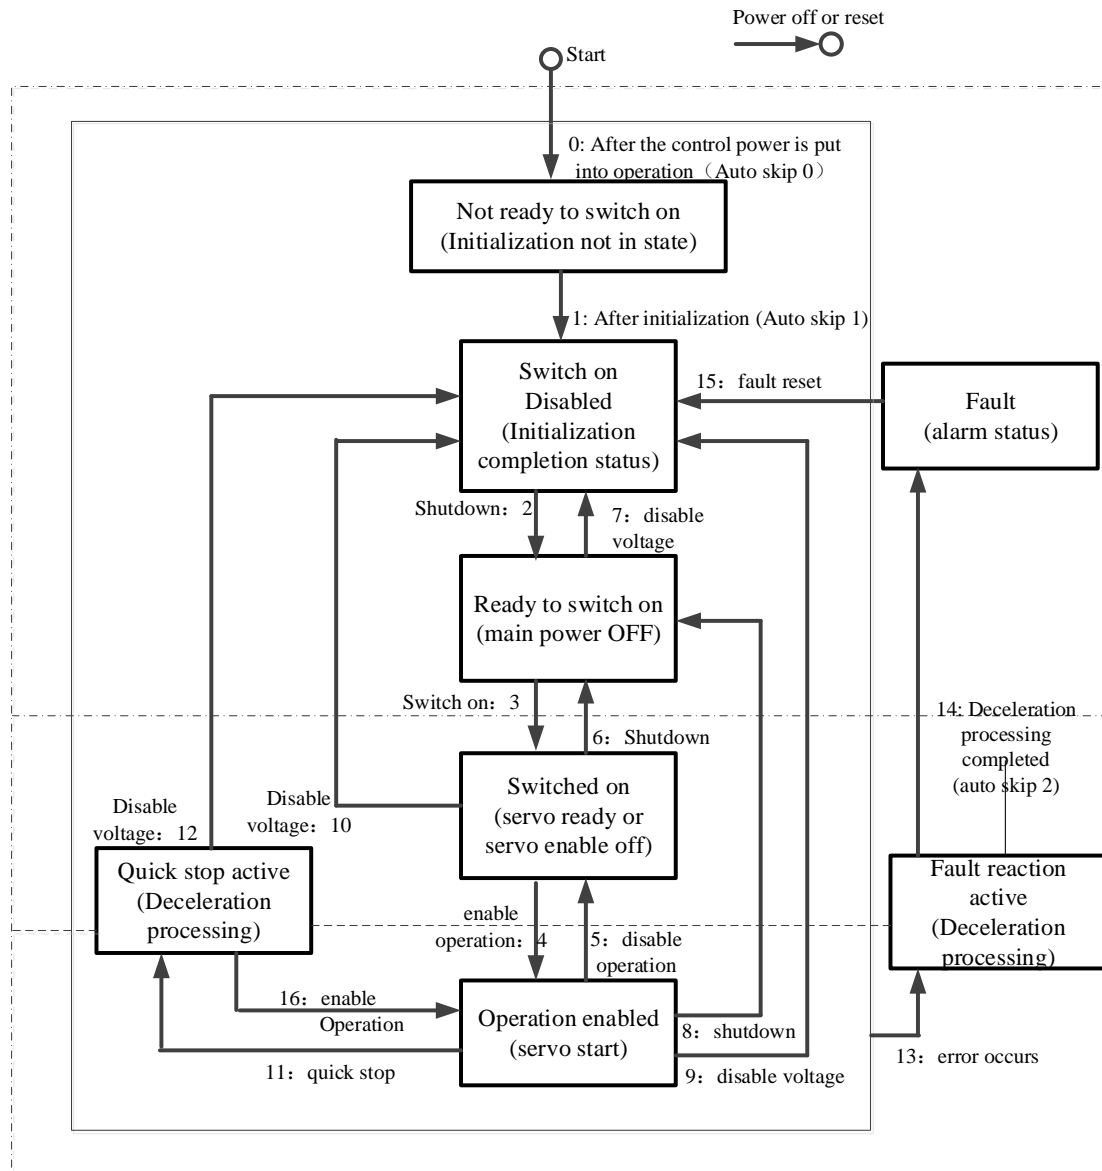 Power off or reset
Start
0: After the control power is put
into operation（Auto skip 0）
Not ready to switch on
(Initialization not in state)
1: After initialization (Auto skip 1)
Switch on
Disabled
(Initialization
completion status)
15：fault reset
Fault
(alarm status)
Shutdown：2
7：disable
voltage
Ready to switch on
(main power OFF)
Switch on：3
6：Shutdown
14: Deceleration
processing
completed
(auto skip 2)
Switched on
(servo ready or
servo enable off)
Disable
voltage：12
Disable
voltage：10
Quick stop active
(Deceleration
processing)
Fault reaction
active
(Deceleration
processing)
enable
operation：4
5：disable
operation
16：enable
Operation
Operation enabled
(servo start)
8：shutdown
11：quick stop
9：disable voltage
13：error occurs